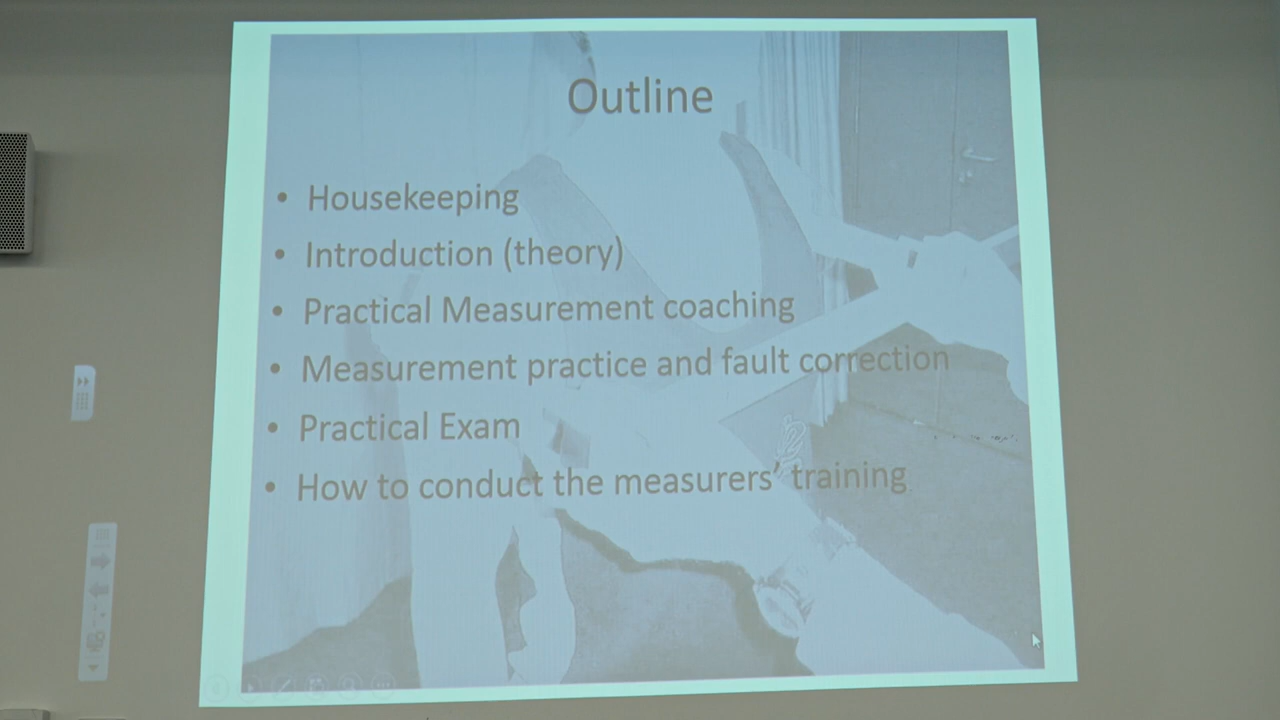 Outline
• Housekeeping
• Introduction (theory)
• Practical Measurement coaching
• Measurement practice and fault correction
• Practical Exam
• How to conduct the measurers’ training